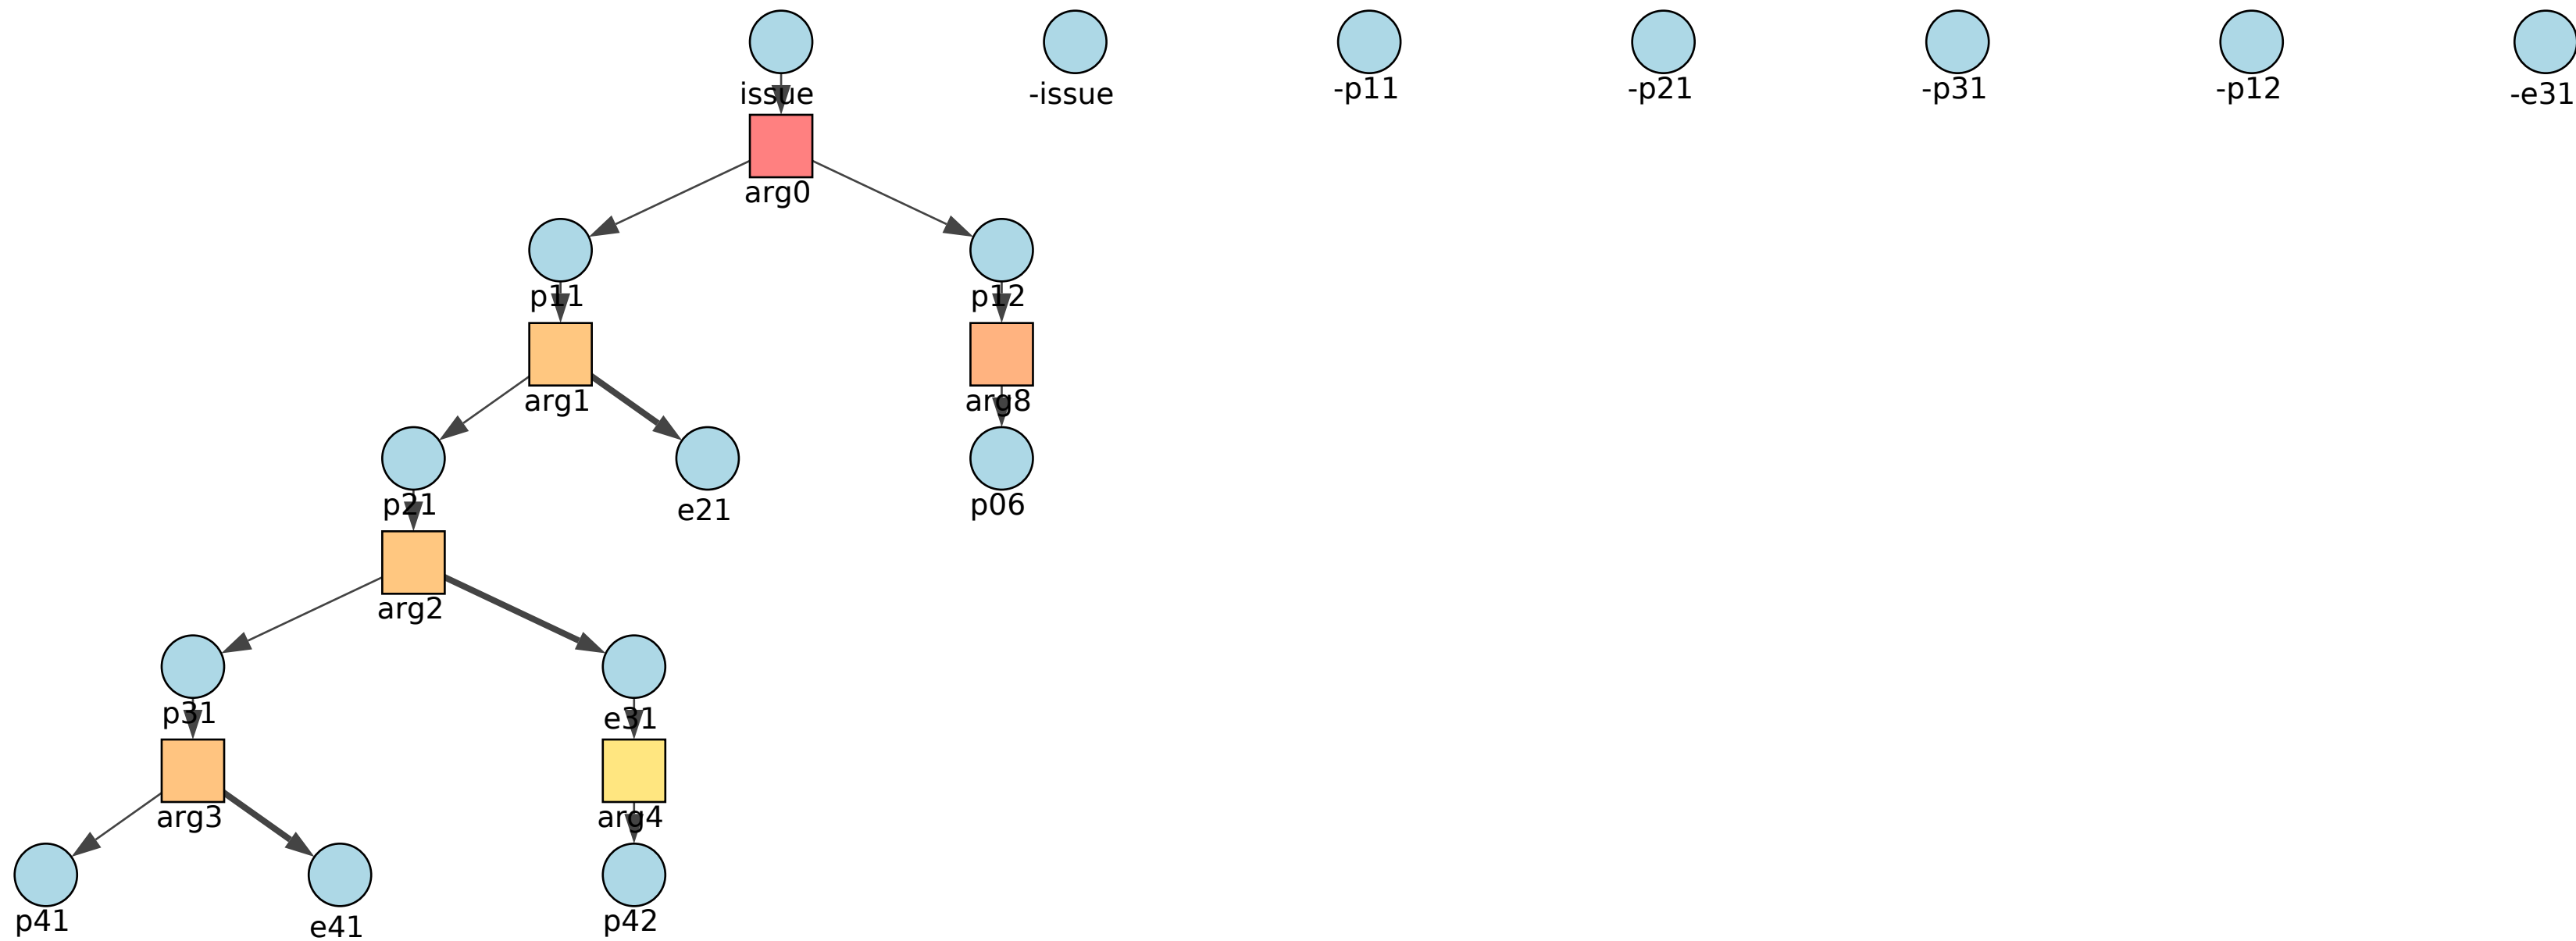 issue
-issue
-p11
-p21
-p31
-p12
-e31
arg0
p11
p12
arg1
arg8
p21
e21
p06
arg2
p31
e31
arg3
arg4
p41
e41
p42